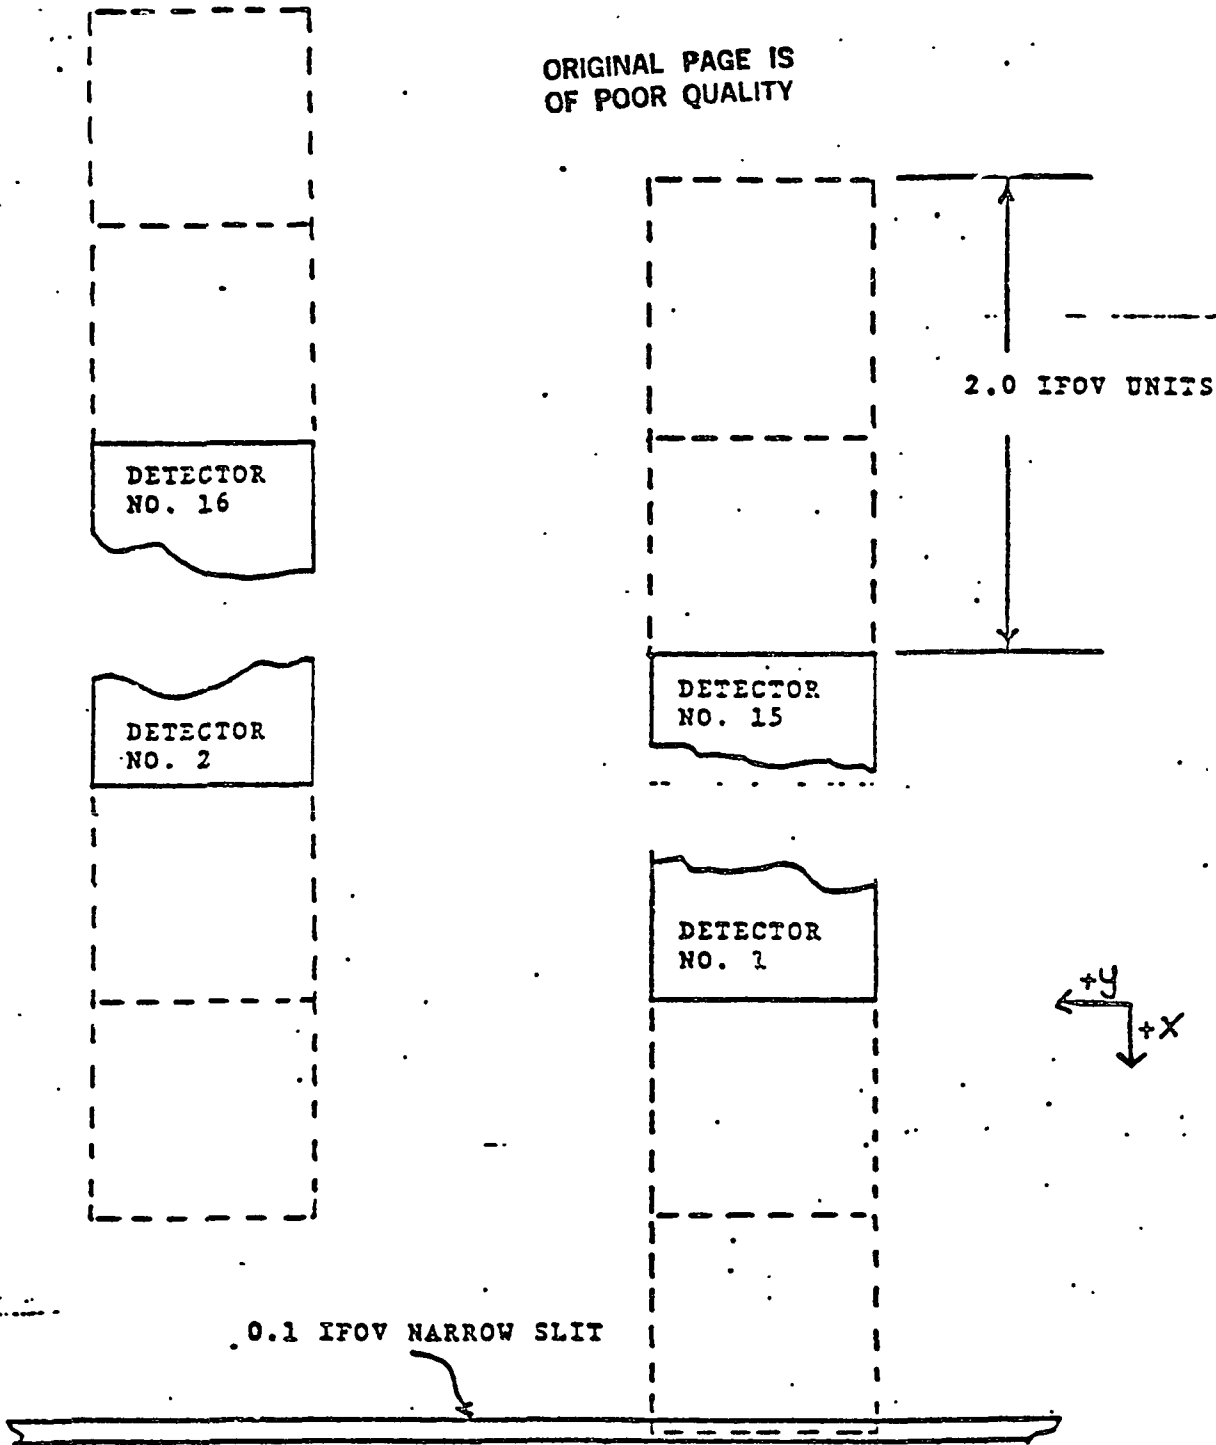 ORIGINAL PAGE IS
OF POOR QUALITY
2.0 IFOV UNITS
DETECTOR
NO. 16
DETECTOR
NO. 15
DETECTOR
NO. 2
DETECTOR
NO. 1
+y
+X
0.1 IFOV NARROW SLIT